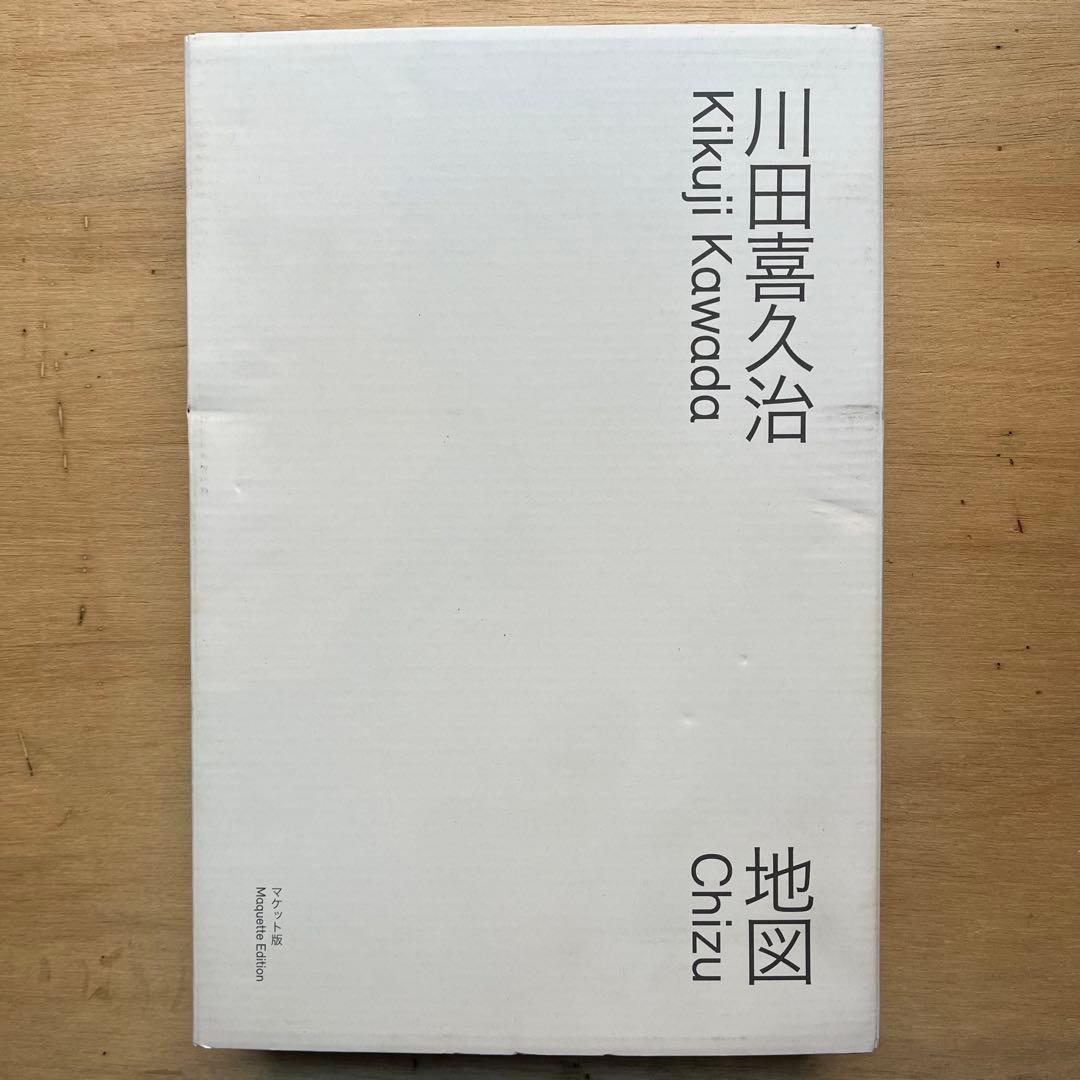 川田喜久治
Kikuji Kawada
地図
Chizu
マケット版
Maquette Edition